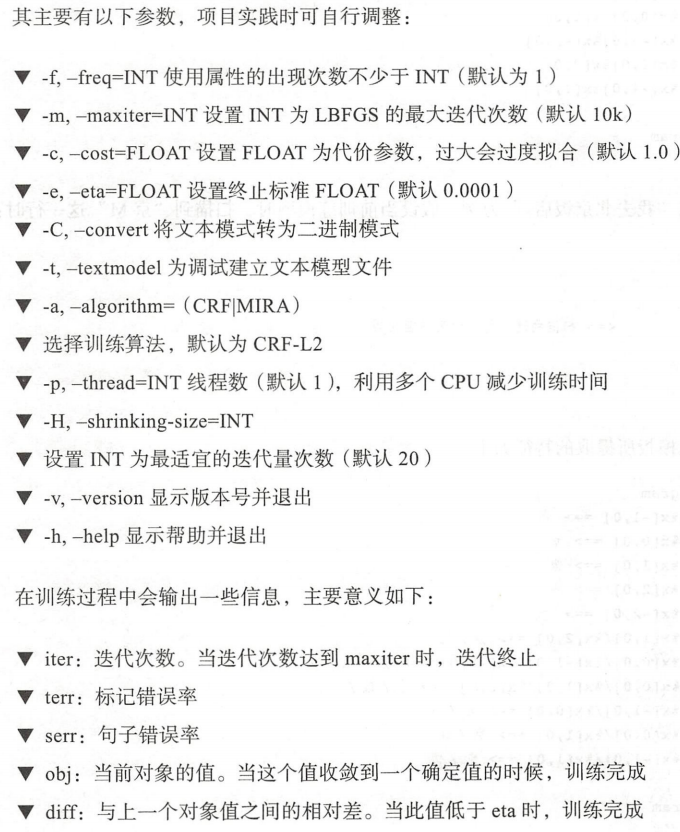 其主要有以下参数，项目实践时可自行调整：
▼ -f, –freq=INT 使用属性的出现次数不少于 INT（默认为 1）
▼ -m, –maxiter=INT 设置 INT 为 LBFGS 的最大迭代次数（默认 10k）
▼ -c, –cost=FLOAT 设置 FLOAT 为代价参数，过大会过度拟合（默认 1.0）
▼ -e, –eta=FLOAT 设置终止标准 FLOAT（默认 0.0001）
▼ -C, –convert 将文本模式转为二进制模式
▼ -t, –textmodel 为调试建立文本模型文件
▼ -a, –algorithm=（CRF|MIRA）
▼ 选择训练算法，默认为 CRF-L2
▼ -p, –thread=INT 线程数（默认 1），利用多个 CPU 减少训练时间
▼ -H, –shrinking-size=INT
▼ 设置 INT 为最适宜的迭代量次数（默认 20）
▼ -v, –version 显示版本号并退出
▼ -h, –help 显示帮助并退出
在训练过程中会输出一些信息，主要意义如下：
▼ iter：迭代次数。当迭代次数达到 maxiter 时，迭代终止
▼ terr：标记错误率
▼ serr：句子错误率
▼ obj：当前对象的值。当这个值收敛到一个确定值的时候，训练完成
▼ diff：与上一个对象值之间的相对差。当此值低于 eta 时，训练完成